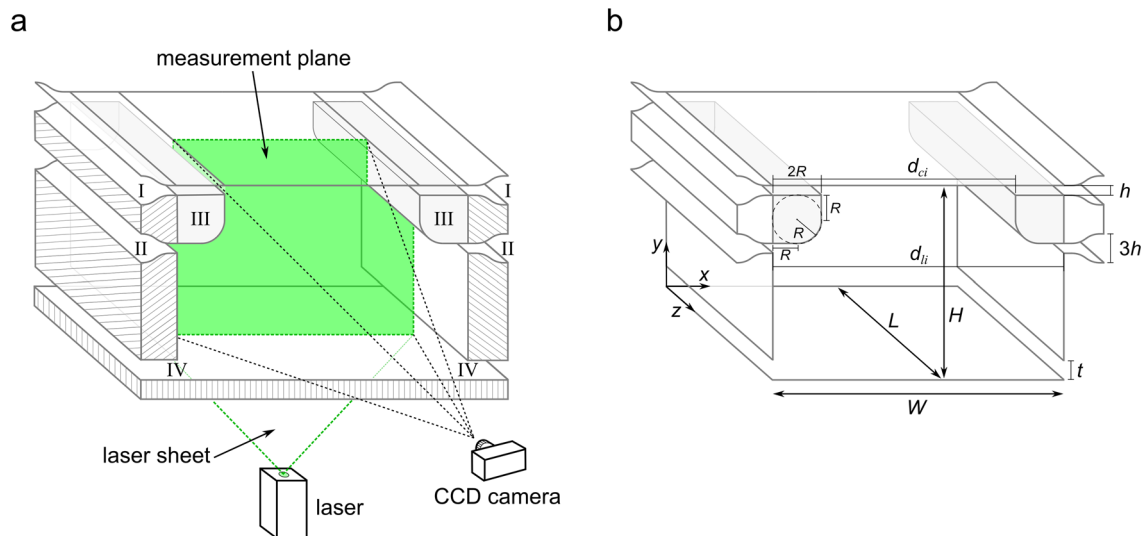 a
measurement plane
I
I
III
III
II
II
IV
IV
laser sheet
laser
CCD camera
b
2R
d_ci
h
R
R
R
3h
d_li
y
x
z
L
H
t
W